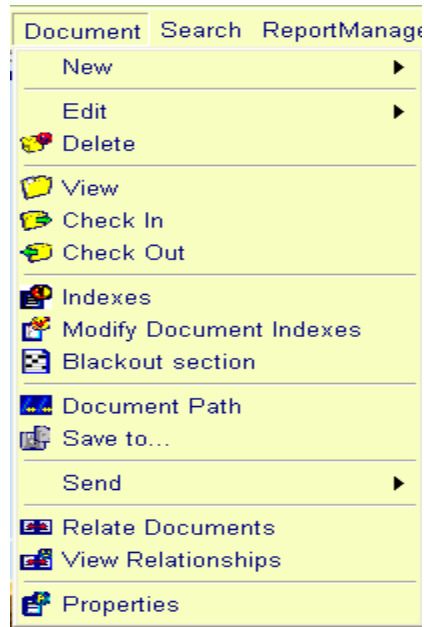 Document Search ReportManage
New
Edit
Delete
View
Check In
Check Out
Indexes
Modify Document Indexes
Blackout section
Document Path
Save to...
Send
Relate Documents
View Relationships
Properties